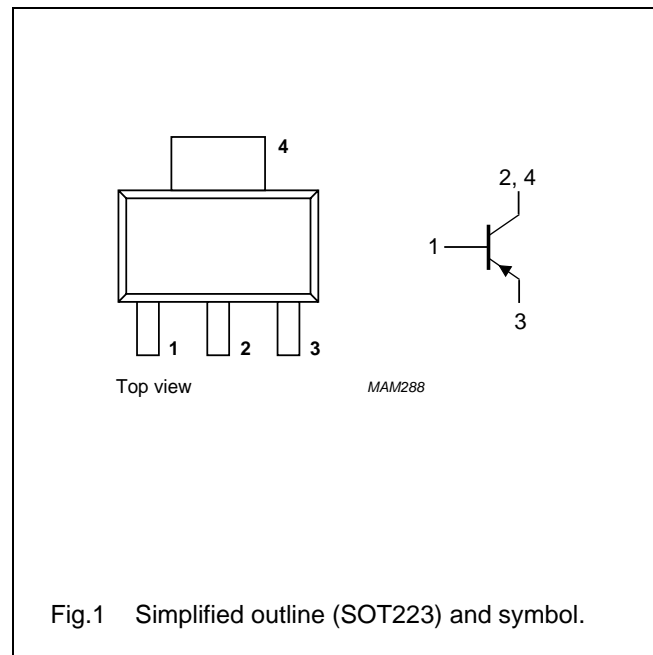 4
2, 4
1
3
1 2 3
Top view MAM288
Fig.1 Simplified outline (SOT223) and symbol.